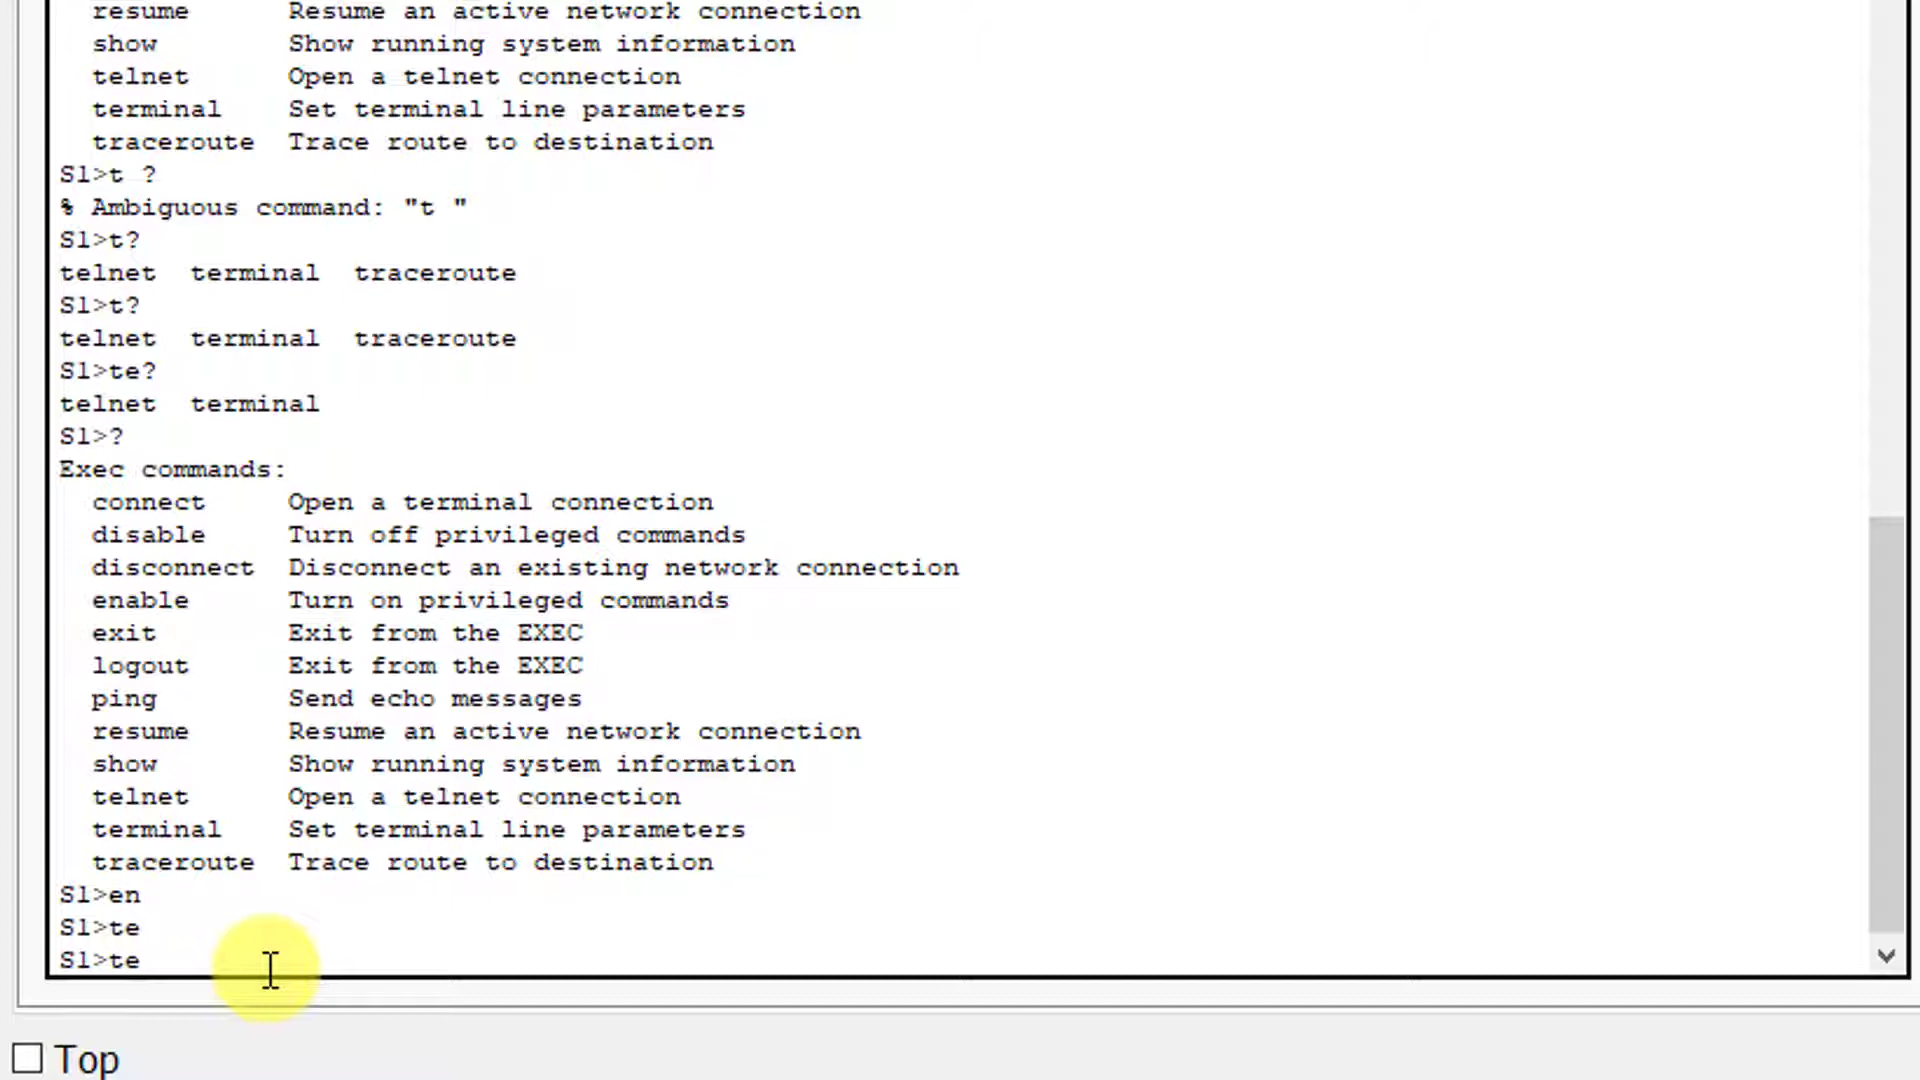 resume Resume an active network connection
show Show running system information
telnet Open a telnet connection
terminal Set terminal line parameters
traceroute Trace route to destination
S1>t ?
% Ambiguous command: "t "
S1>t?
telnet terminal traceroute
S1>t?
telnet terminal traceroute
S1>te?
telnet terminal
S1>?
Exec commands:
connect Open a terminal connection
disable Turn off privileged commands
disconnect Disconnect an existing network connection
enable Turn on privileged commands
exit Exit from the EXEC
logout Exit from the EXEC
ping Send echo messages
resume Resume an active network connection
show Show running system information
telnet Open a telnet connection
terminal Set terminal line parameters
traceroute Trace route to destination
S1>en
S1>te
S1>te
Top